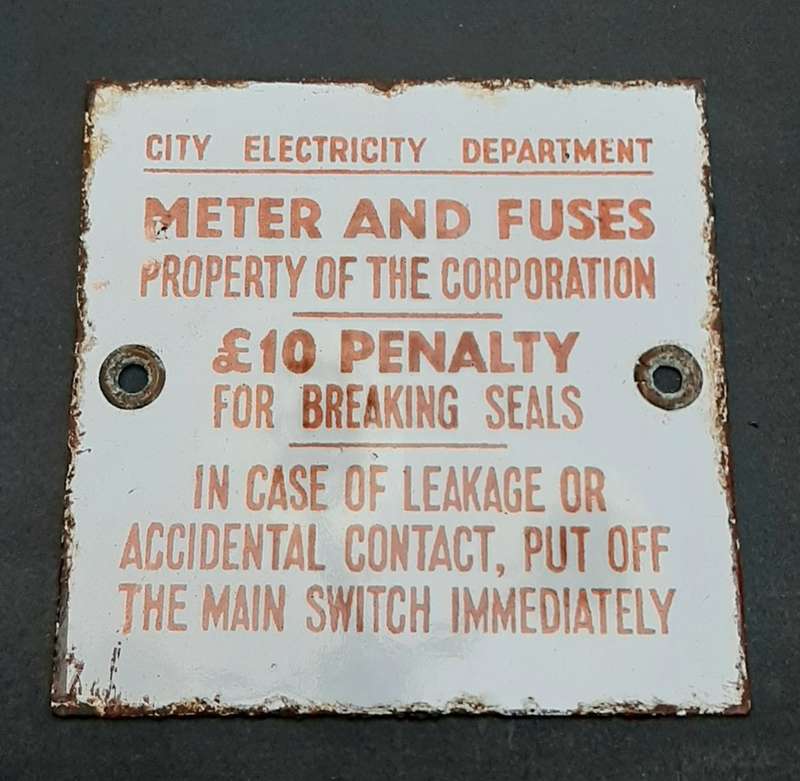 CITY ELECTRICITY DEPARTMENT
METER AND FUSES
PROPERTY OF THE CORPORATION
£10 PENALTY
FOR BREAKING SEALS
IN CASE OF LEAKAGE OR
ACCIDENTAL CONTACT, PUT OFF
THE MAIN SWITCH IMMEDIATELY